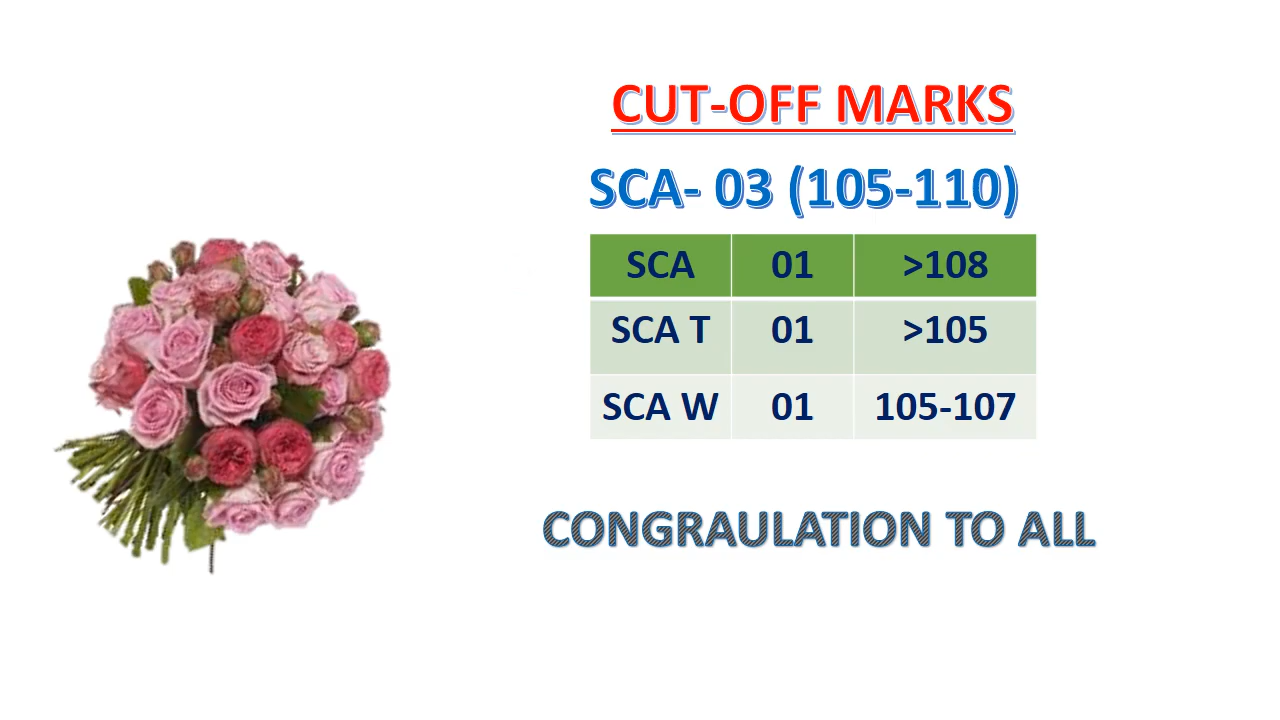 CUT-OFF MARKS
SCA- 03 (105-110)
SCA 01 >108
SCA T 01 >105
SCA W 01 105-107
CONGRAULATION TO ALL